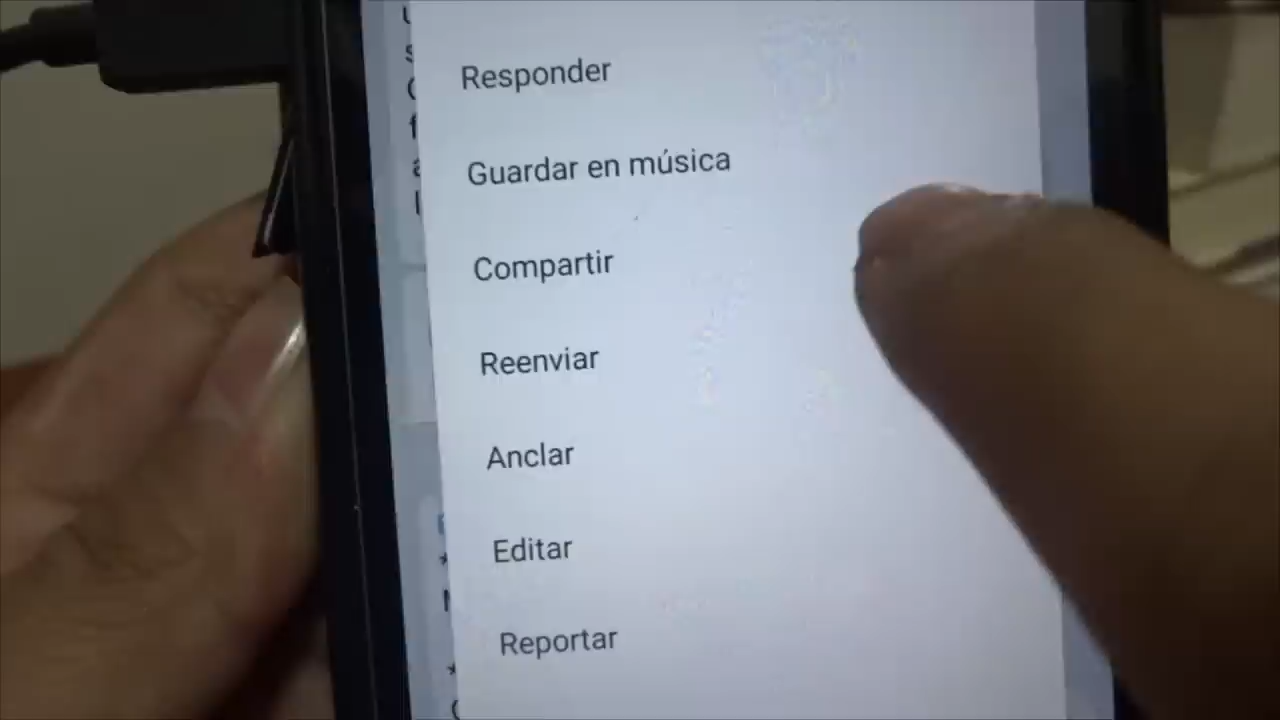 Responder
Guardar en música
Compartir
Reenviar
Anclar
Editar
Reportar